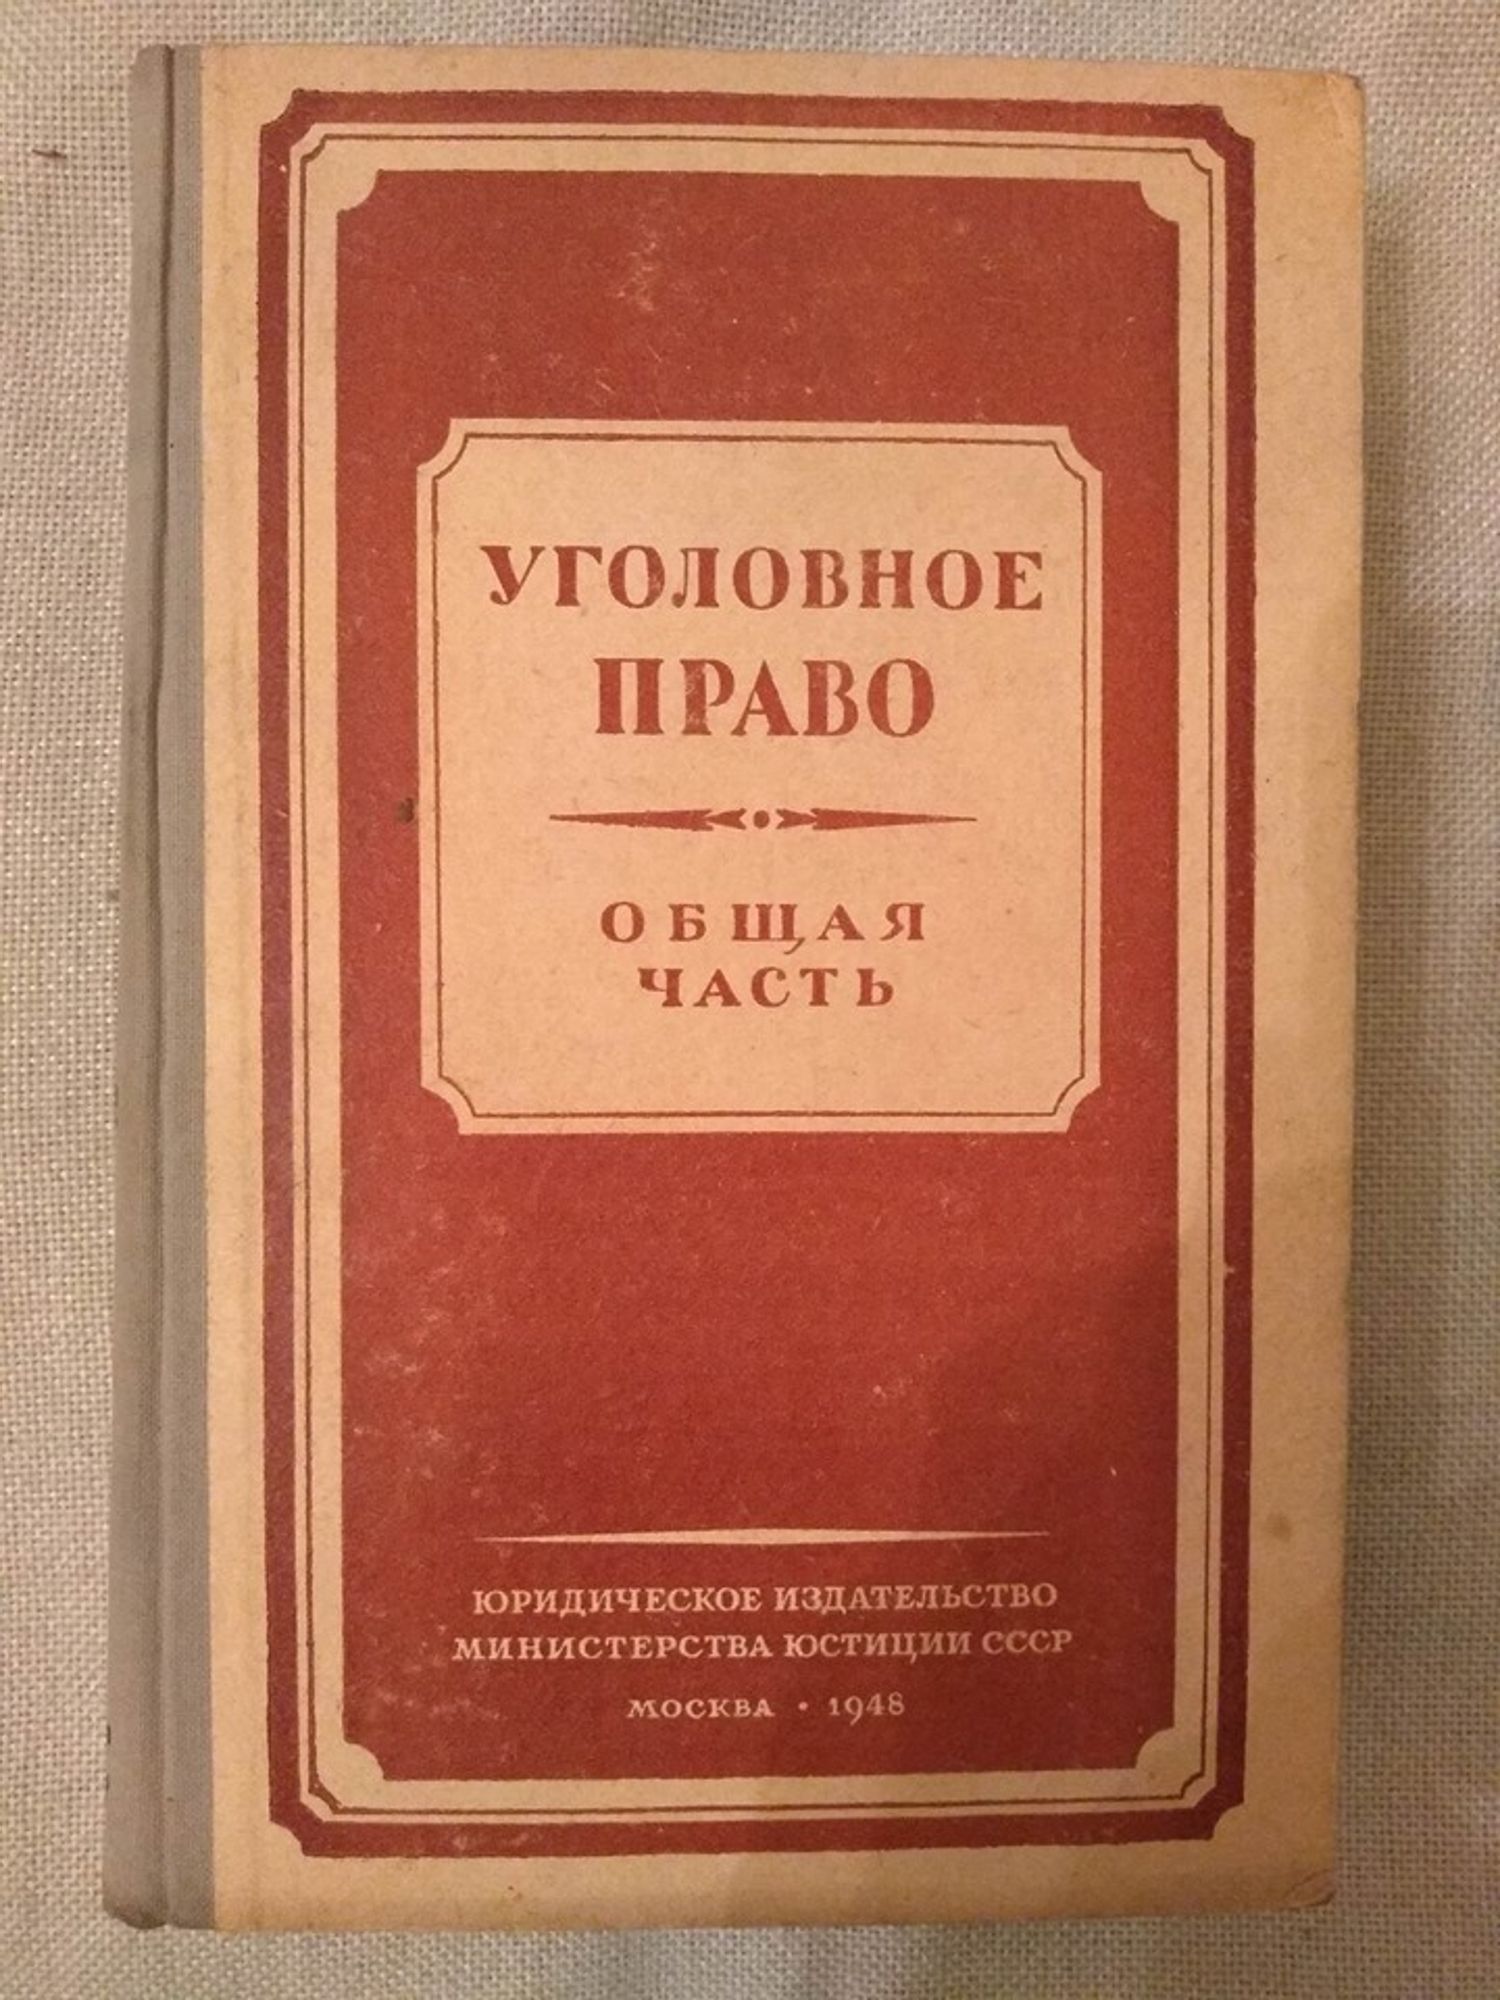 УГОЛОВНОЕ
ПРАВО
ОБЩАЯ
ЧАСТЬ
ЮРИДИЧЕСКОЕ ИЗДАТЕЛЬСТВО
МИНИСТЕРСТВА ЮСТИЦИИ СССР
МОСКВА • 1948